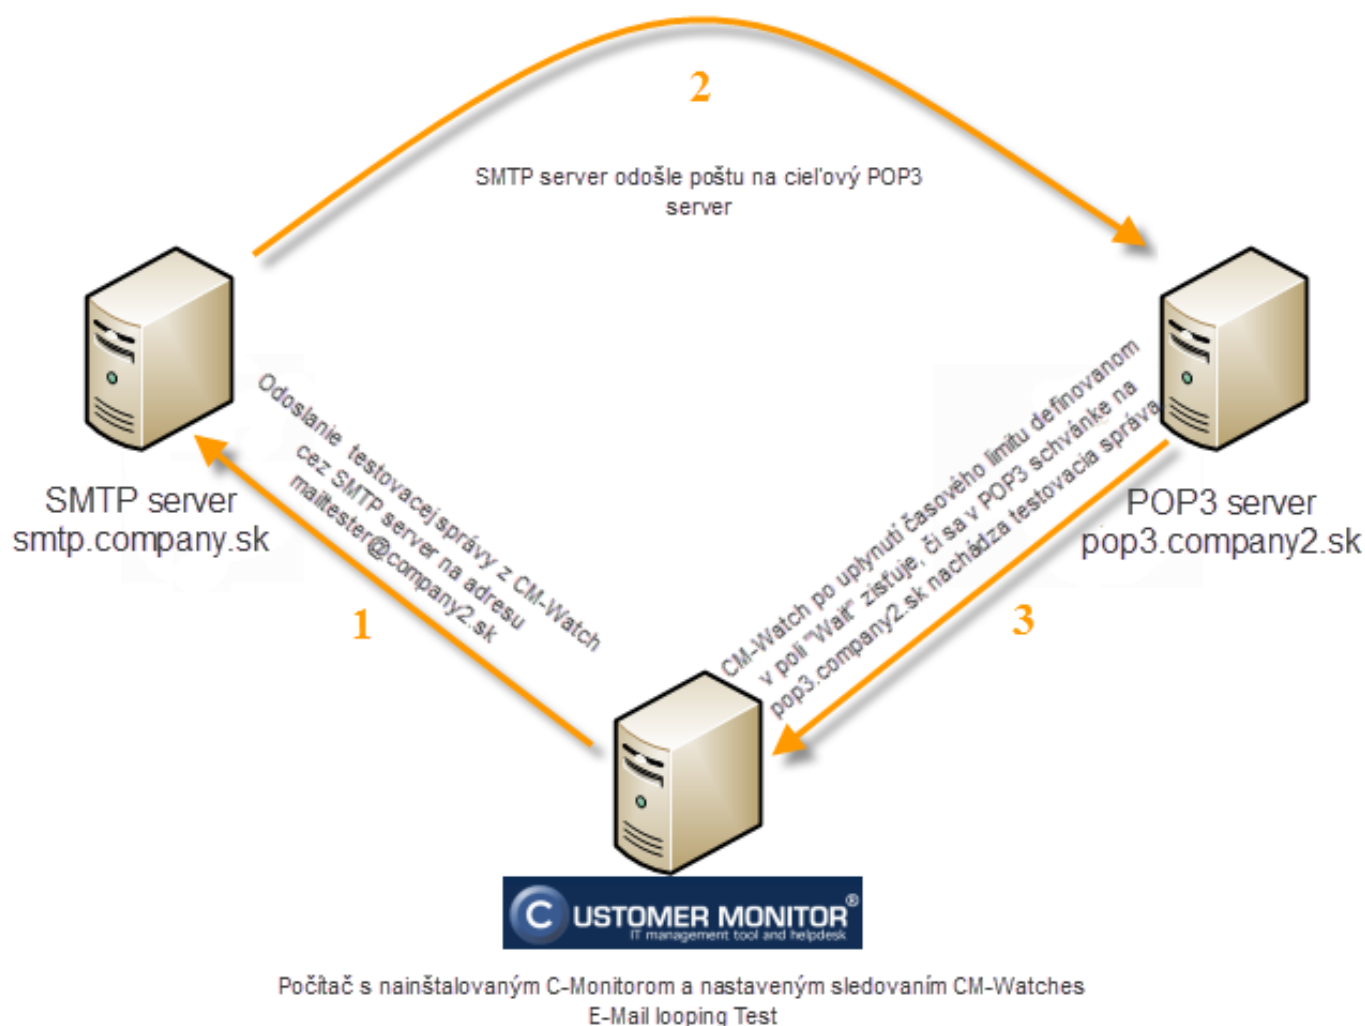 2
SMTP server odošle poštu na cieľový POP3
server
SMTP server
smtp.company.sk
Odoslanie testovacej správy z CM-Watch
cez SMTP server na adresu
mailtester@company2.sk
1
CM-Watch po uplynutí časového limitu definovanom
v poli "Wait" zisťuje, či sa v POP3 schvánke na
pop3.company2.sk nachádza testovacia správa
3
POP3 server
pop3.company2.sk
CUSTOMER MONITOR®
IT management tool and helpdesk
Počítač s nainštalovaným C-Monitorom a nastaveným sledovaním CM-Watches
E-Mail looping Test